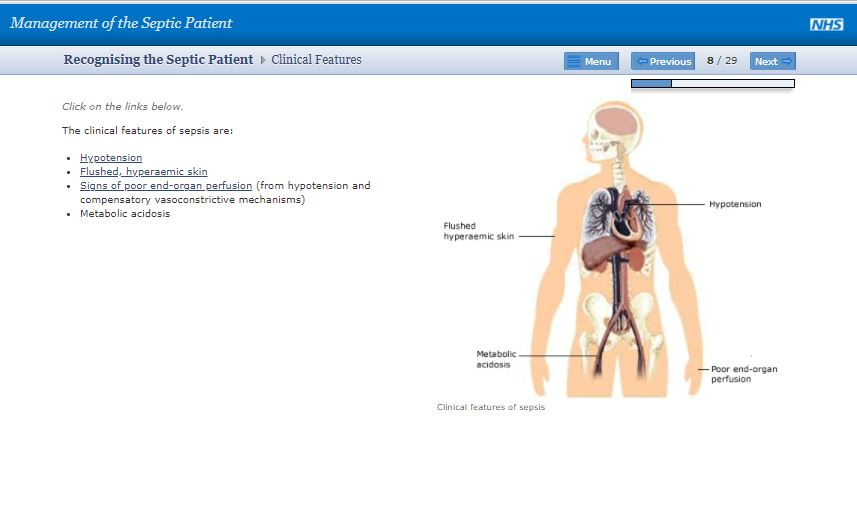 Management of the Septic Patient
NHS
Recognising the Septic Patient
Clinical Features
Menu
Previous
8 / 29
Next
Click on the links below.
The clinical features of sepsis are:
• Hypotension
• Flushed, hyperaemic skin
• Signs of poor end-organ perfusion (from hypotension and
compensatory vasoconstrictive mechanisms)
• Metabolic acidosis
Hypotension
Flushed
hyperaemic skin
Metabolic
acidosis
Poor end-organ
perfusion
Clinical features of sepsis